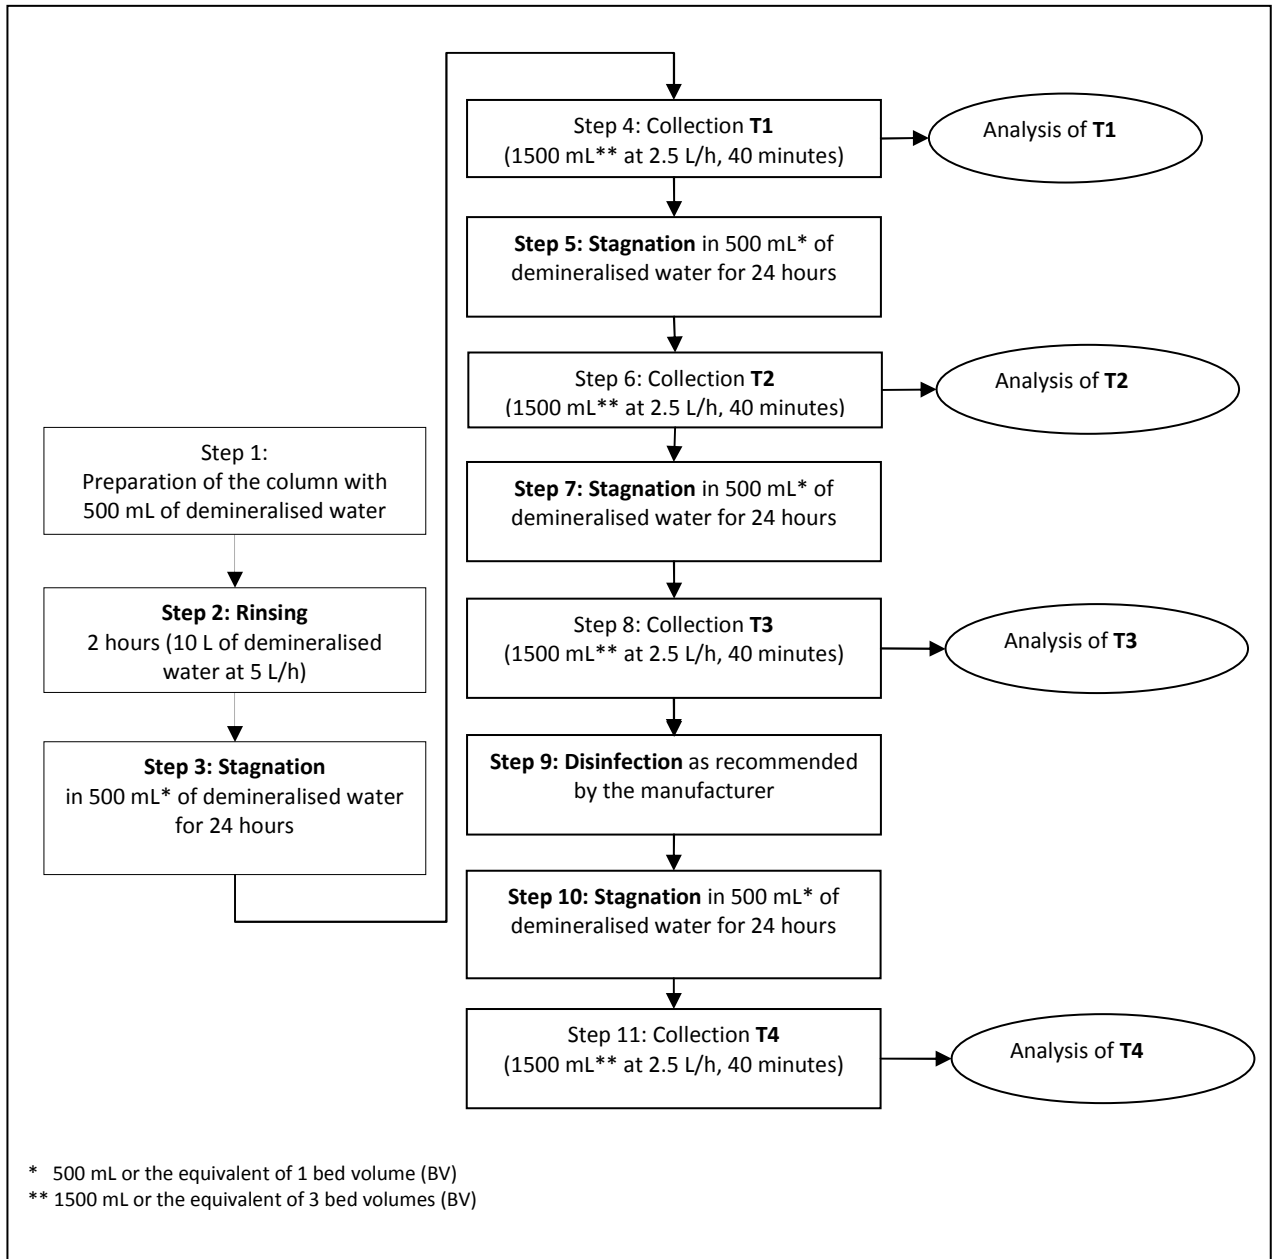 Step 1:
Preparation of the column with
500 mL of demineralised water
Step 2: Rinsing
2 hours (10 L of demineralised
water at 5 L/h)
Step 3: Stagnation
in 500 mL* of demineralised water
for 24 hours
Step 4: Collection T1
(1500 mL** at 2.5 L/h, 40 minutes)
Analysis of T1
Step 5: Stagnation in 500 mL* of
demineralised water for 24 hours
Step 6: Collection T2
(1500 mL** at 2.5 L/h, 40 minutes)
Analysis of T2
Step 7: Stagnation in 500 mL* of
demineralised water for 24 hours
Step 8: Collection T3
(1500 mL** at 2.5 L/h, 40 minutes)
Analysis of T3
Step 9: Disinfection as recommended
by the manufacturer
Step 10: Stagnation in 500 mL* of
demineralised water for 24 hours
Step 11: Collection T4
(1500 mL** at 2.5 L/h, 40 minutes)
Analysis of T4
* 500 mL or the equivalent of 1 bed volume (BV)
** 1500 mL or the equivalent of 3 bed volumes (BV)